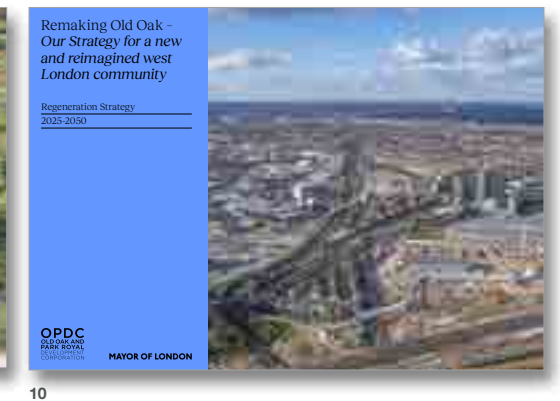 Remaking Old Oak –
Our Strategy for a new
and reimagined west
London community
Regeneration Strategy
2025-2050
OPDC
OLD OAK AND
PARK ROYAL
DEVELOPMENT
CORPORATION
MAYOR OF LONDON
10